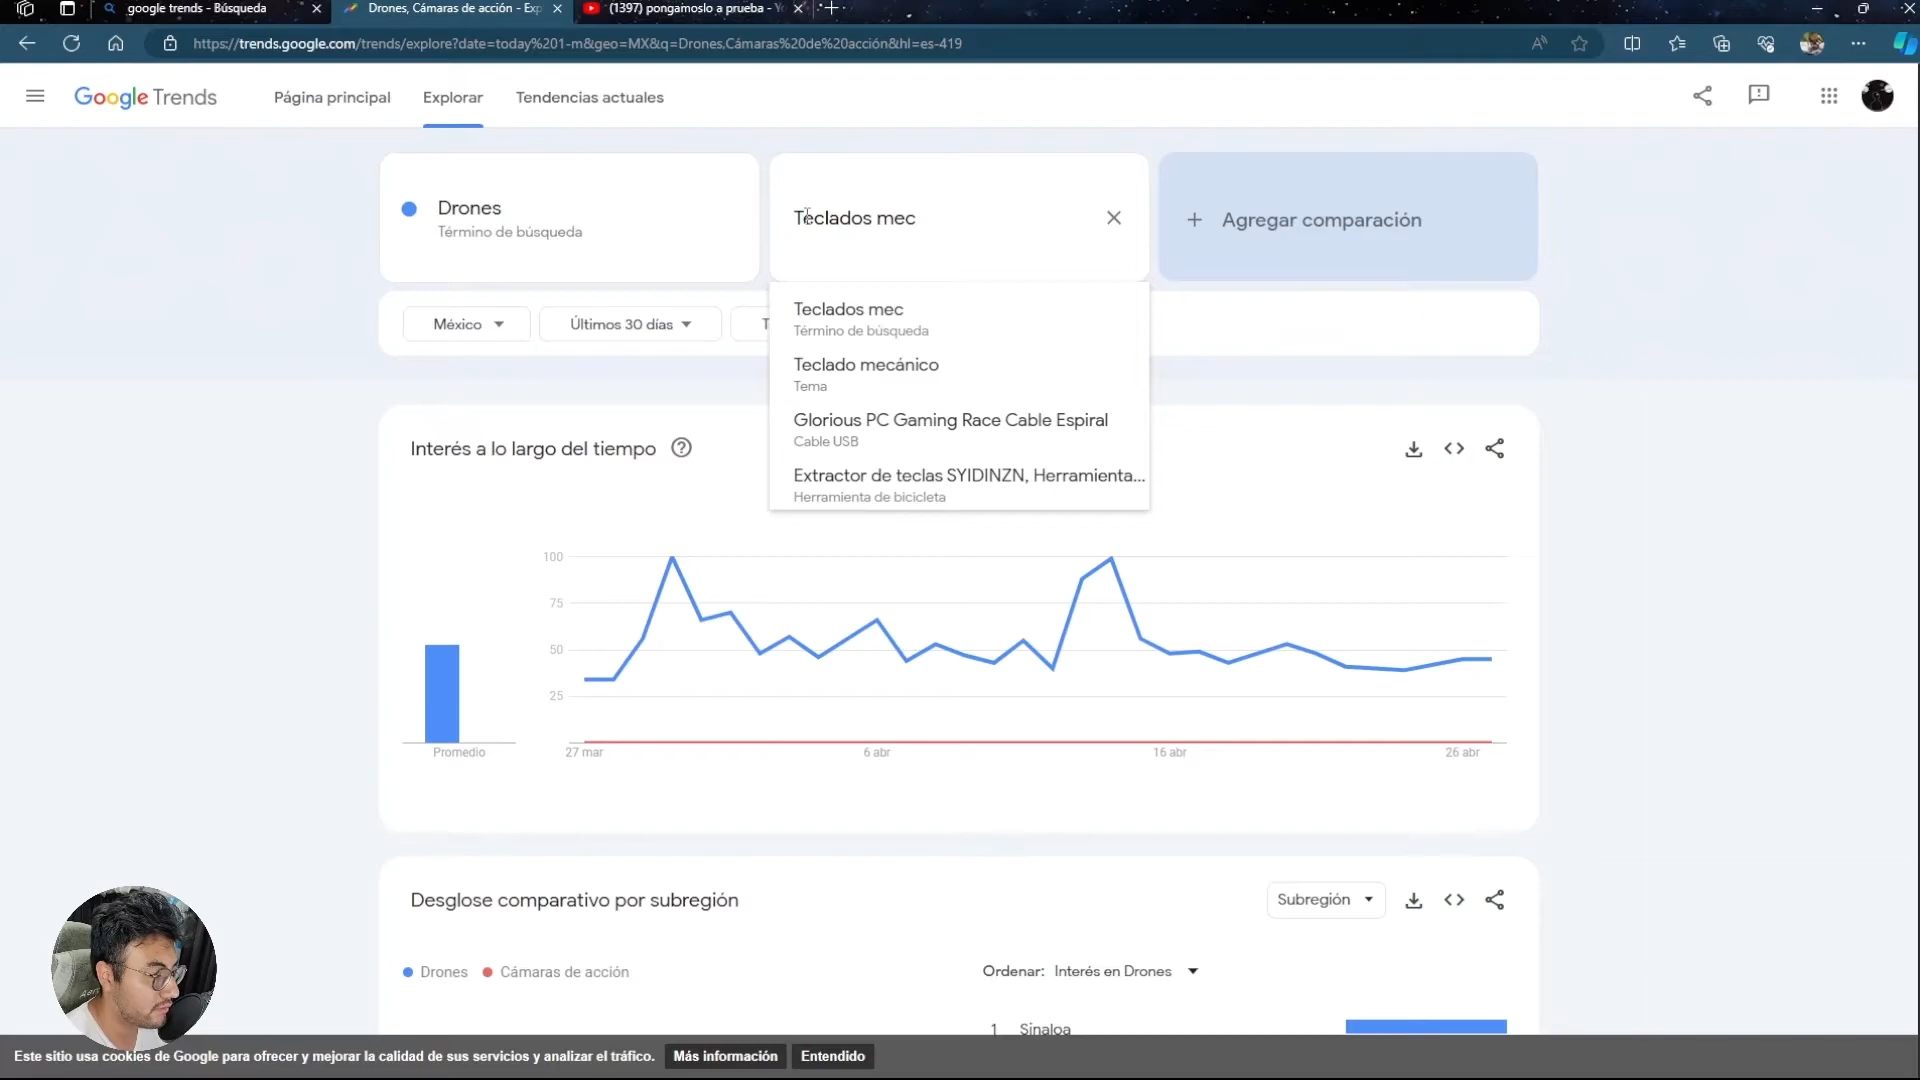 google trends - Búsqueda
Drones, Cámaras de acción - Exp
(1397) pongamoslo a prueba - Y
https://trends.google.com/trends/explore?date=today%201-m&geo=MX&q=Drones,Cámaras%20de%20acción&hl=es-419
Google Trends
Página principal
Explorar
Tendencias actuales
Drones
Término de búsqueda
Teclados mec
+ Agregar comparación
México
Últimos 30 días
T
Teclados mec
Término de búsqueda
Teclado mecánico
Tema
Glorious PC Gaming Race Cable Espiral
Cable USB
Extractor de teclas SYIDINZN, Herramienta...
Herramienta de bicicleta
Interés a lo largo del tiempo
100
75
50
25
Promedio
27 mar
6 abr
16 abr
26 abr
Desglose comparativo por subregión
Subregión
Drones
Cámaras de acción
Ordenar: Interés en Drones
1 Sinaloa
Este sitio usa cookies de Google para ofrecer y mejorar la calidad de sus servicios y analizar el tráfico.
Más información
Entendido